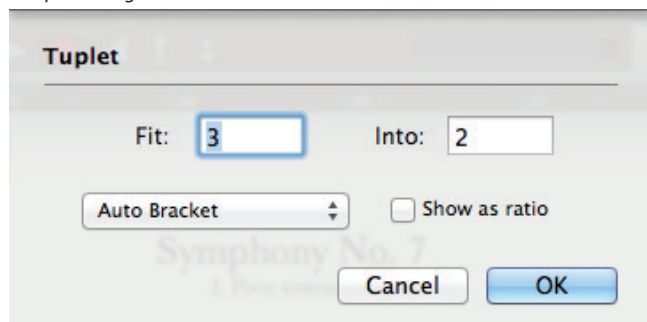 Tuplet
Fit: 3 Into: 2
Auto Bracket Show as ratio
Symphony No. 7
Cancel OK